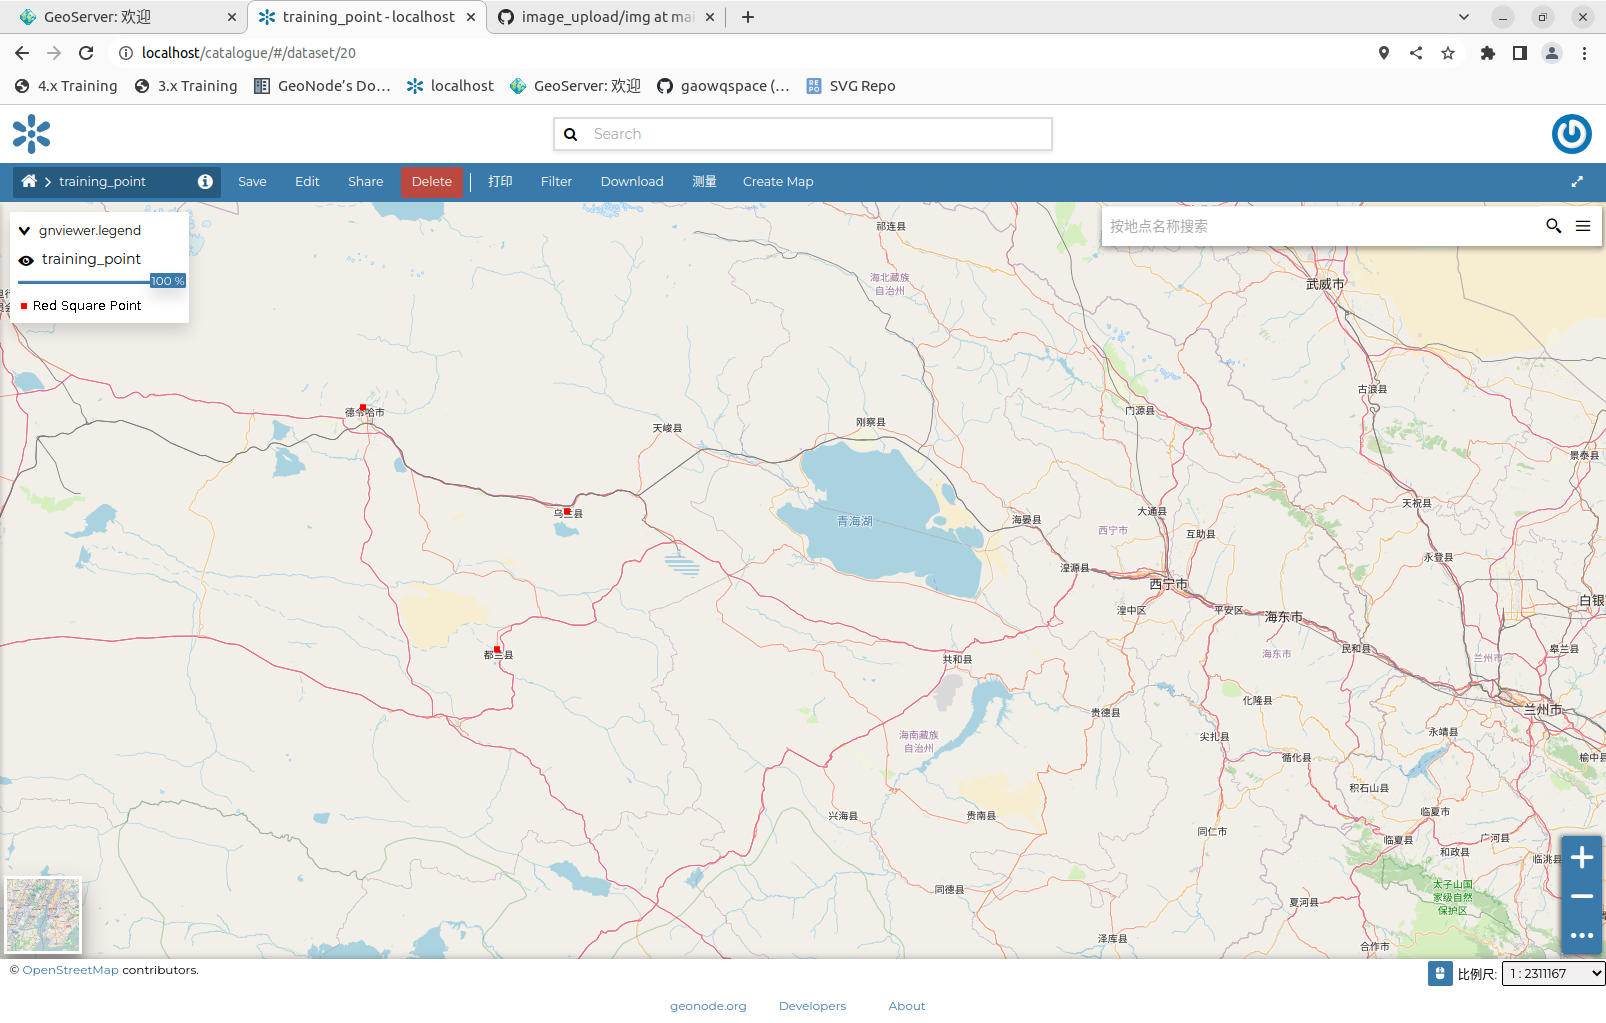 GeoServer: 欢迎
training_point - localhost
image_upload/img at mai
localhost/catalogue/#/dataset/20
4.x Training
3.x Training
GeoNode’s Do…
localhost
GeoServer: 欢迎
gaowqspace (…
SVG Repo
Search
training_point
Save
Edit
Share
Delete
打印
Filter
Download
测量
Create Map
gnviewer.legend
training_point
100 %
Red Square Point
按地点名称搜索
祁连县
海北藏族
自治州
武威市
古浪县
门源县
德令哈市
天峻县
刚察县
景泰县
乌兰县
青海湖
海晏县
大通县
天祝县
西宁市
互助县
永登县
湟源县
西宁市
白银
湟中区
平安区
海东市
都兰县
共和县
海东市
民和县
兰州市
皋兰县
化隆县
贵德县
兰州市
海南藏族
自治州
尖扎县
永靖县
循化县
榆中县
积石山县
兴海县
贵南县
临夏市
同仁市
临夏县
广河县
和政县
临洮县
同德县
太子山国
家级自然
保护区
夏河县
泽库县
合作市
© OpenStreetMap contributors.
比例尺:
1 : 2311167
geonode.org
Developers
About